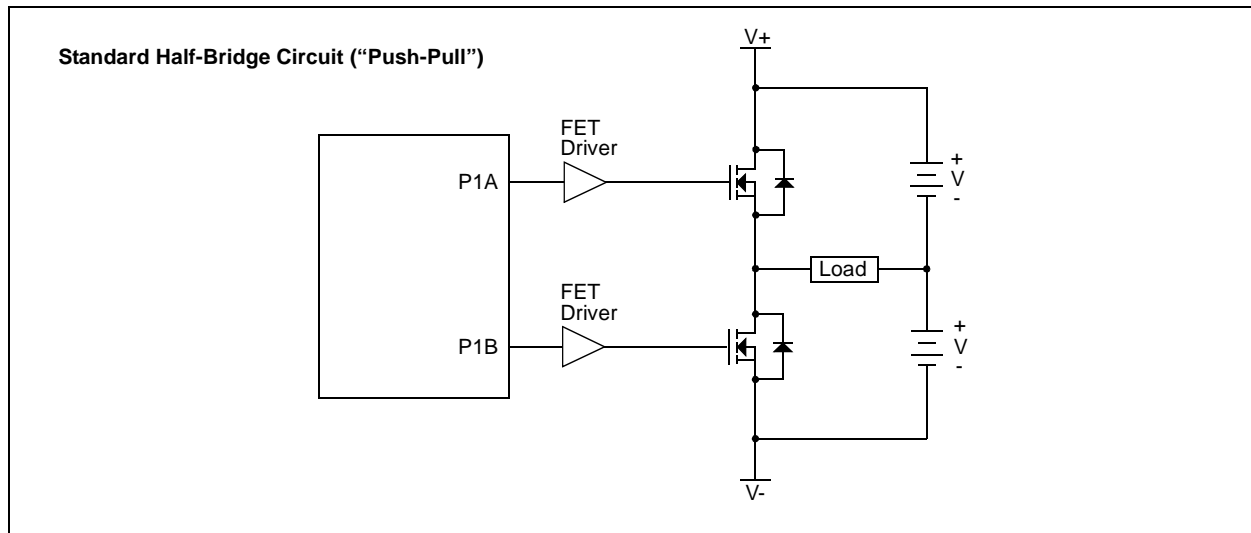 Standard Half-Bridge Circuit (“Push-Pull”)
V+
FET
Driver
P1A
+
V
-
Load
FET
Driver
P1B
+
V
-
V-